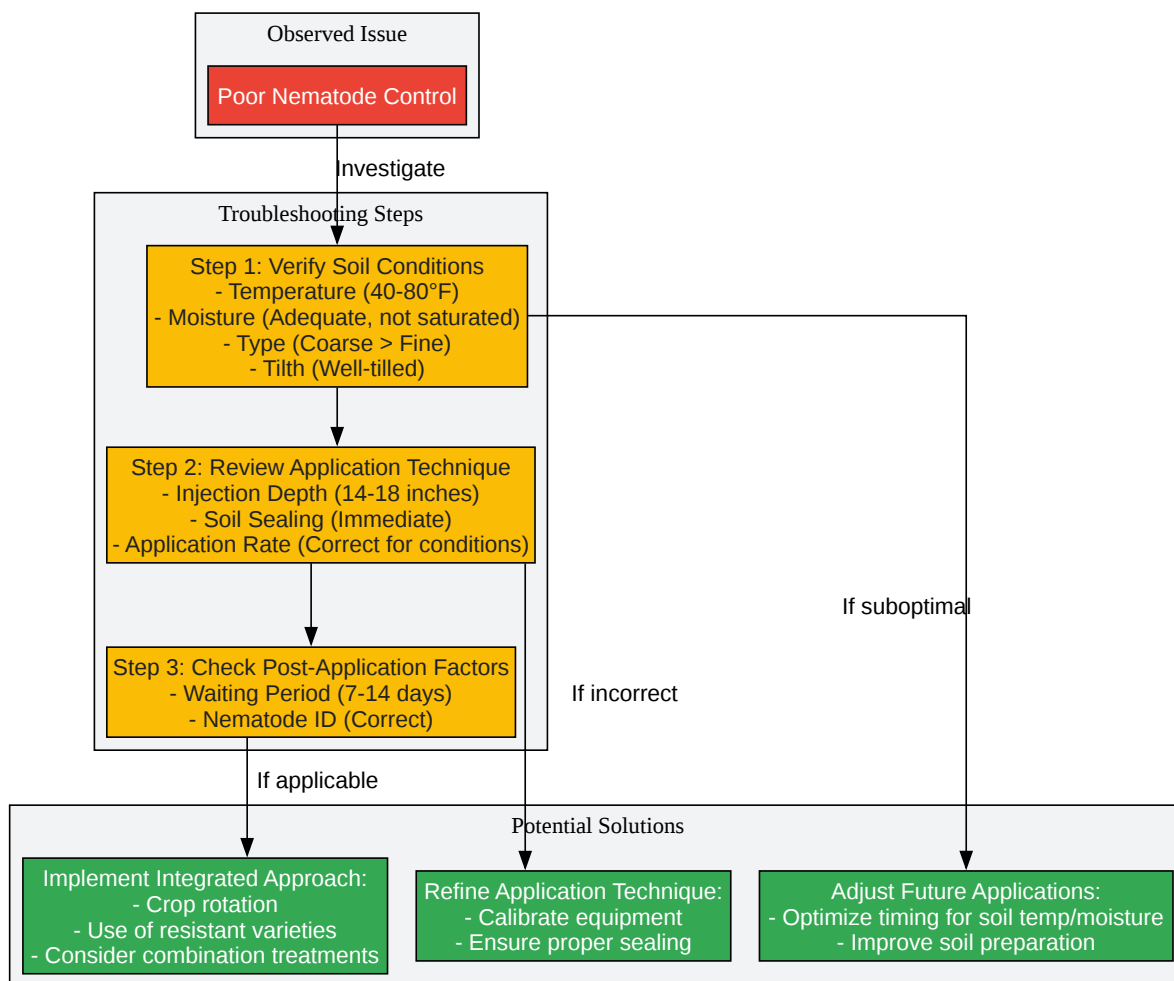 Observed Issue
Poor Nematode Control
Investigate
Troubleshooting Steps
Step 1: Verify Soil Conditions
- Temperature (40-80°F)
- Moisture (Adequate, not saturated)
- Type (Coarse > Fine)
- Tilth (Well-tilled)
Step 2: Review Application Technique
- Injection Depth (14-18 inches)
- Soil Sealing (Immediate)
- Application Rate (Correct for conditions)
If suboptimal
Step 3: Check Post-Application Factors
- Waiting Period (7-14 days)
- Nematode ID (Correct)
If incorrect
If applicable
Potential Solutions
Implement Integrated Approach:
- Crop rotation
- Use of resistant varieties
- Consider combination treatments
Refine Application Technique:
- Calibrate equipment
- Ensure proper sealing
Adjust Future Applications:
- Optimize timing for soil temp/moisture
- Improve soil preparation